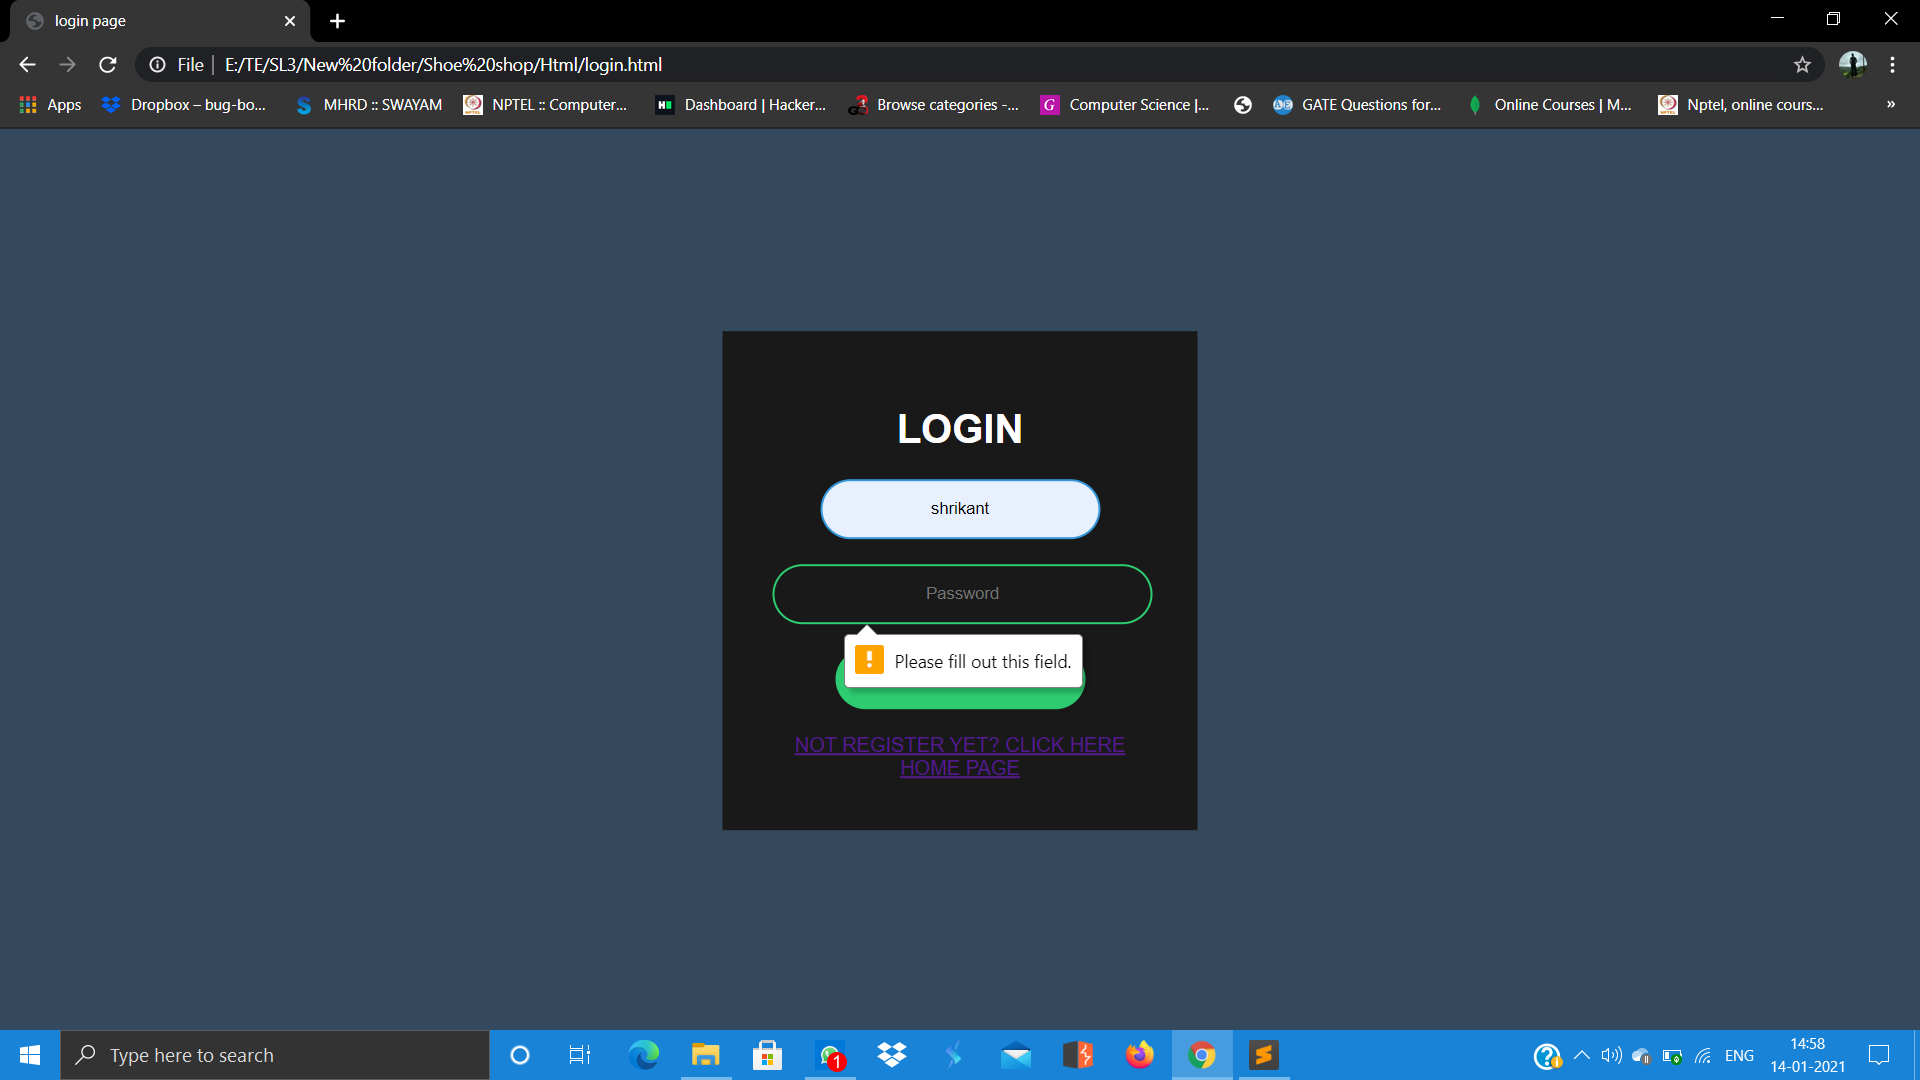 login page
File
E:/TE/SL3/New%20folder/Shoe%20shop/Html/login.html
Apps
Dropbox – bug-bo...
MHRD :: SWAYAM
NPTEL :: Computer...
Dashboard | Hacker...
Browse categories -...
Computer Science |...
GATE Questions for...
Online Courses | M...
Nptel, online cours...
»
LOGIN
shrikant
Password
Please fill out this field.
NOT REGISTER YET? CLICK HERE
HOME PAGE
Type here to search
1
ENG
14:58
14-01-2021